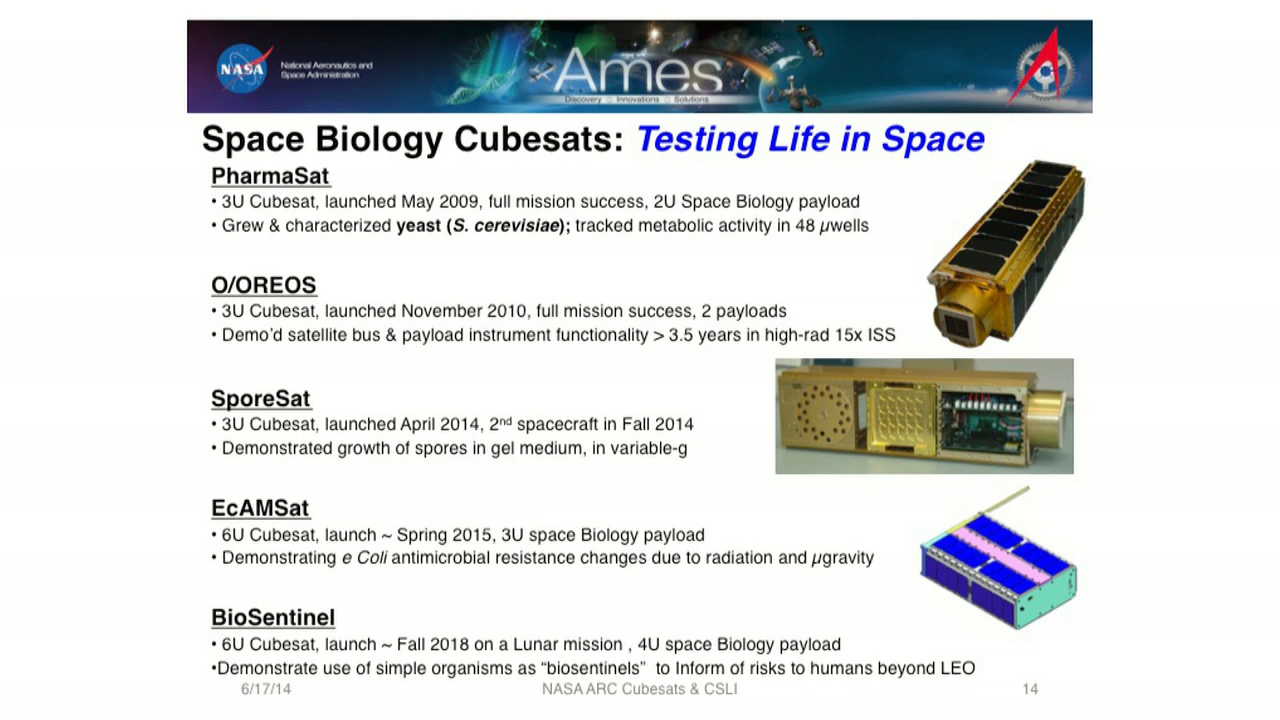 NASA
National Aeronautics and
Space Administration
Ames
Discovery Innovations Solutions
Space Biology Cubesats: Testing Life in Space
PharmaSat
• 3U Cubesat, launched May 2009, full mission success, 2U Space Biology payload
• Grew & characterized yeast (S. cerevisiae); tracked metabolic activity in 48 µwells
O/OREOS
• 3U Cubesat, launched November 2010, full mission success, 2 payloads
• Demo'd satellite bus & payload instrument functionality > 3.5 years in high-rad 15x ISS
SporeSat
• 3U Cubesat, launched April 2014, 2nd spacecraft in Fall 2014
• Demonstrated growth of spores in gel medium, in variable-g
EcAMSat
• 6U Cubesat, launch ~ Spring 2015, 3U space Biology payload
• Demonstrating e Coli antimicrobial resistance changes due to radiation and µgravity
BioSentinel
• 6U Cubesat, launch ~ Fall 2018 on a Lunar mission , 4U space Biology payload
•Demonstrate use of simple organisms as “biosentinels” to Inform of risks to humans beyond LEO
6/17/14 NASA ARC Cubesats & CSLI 14